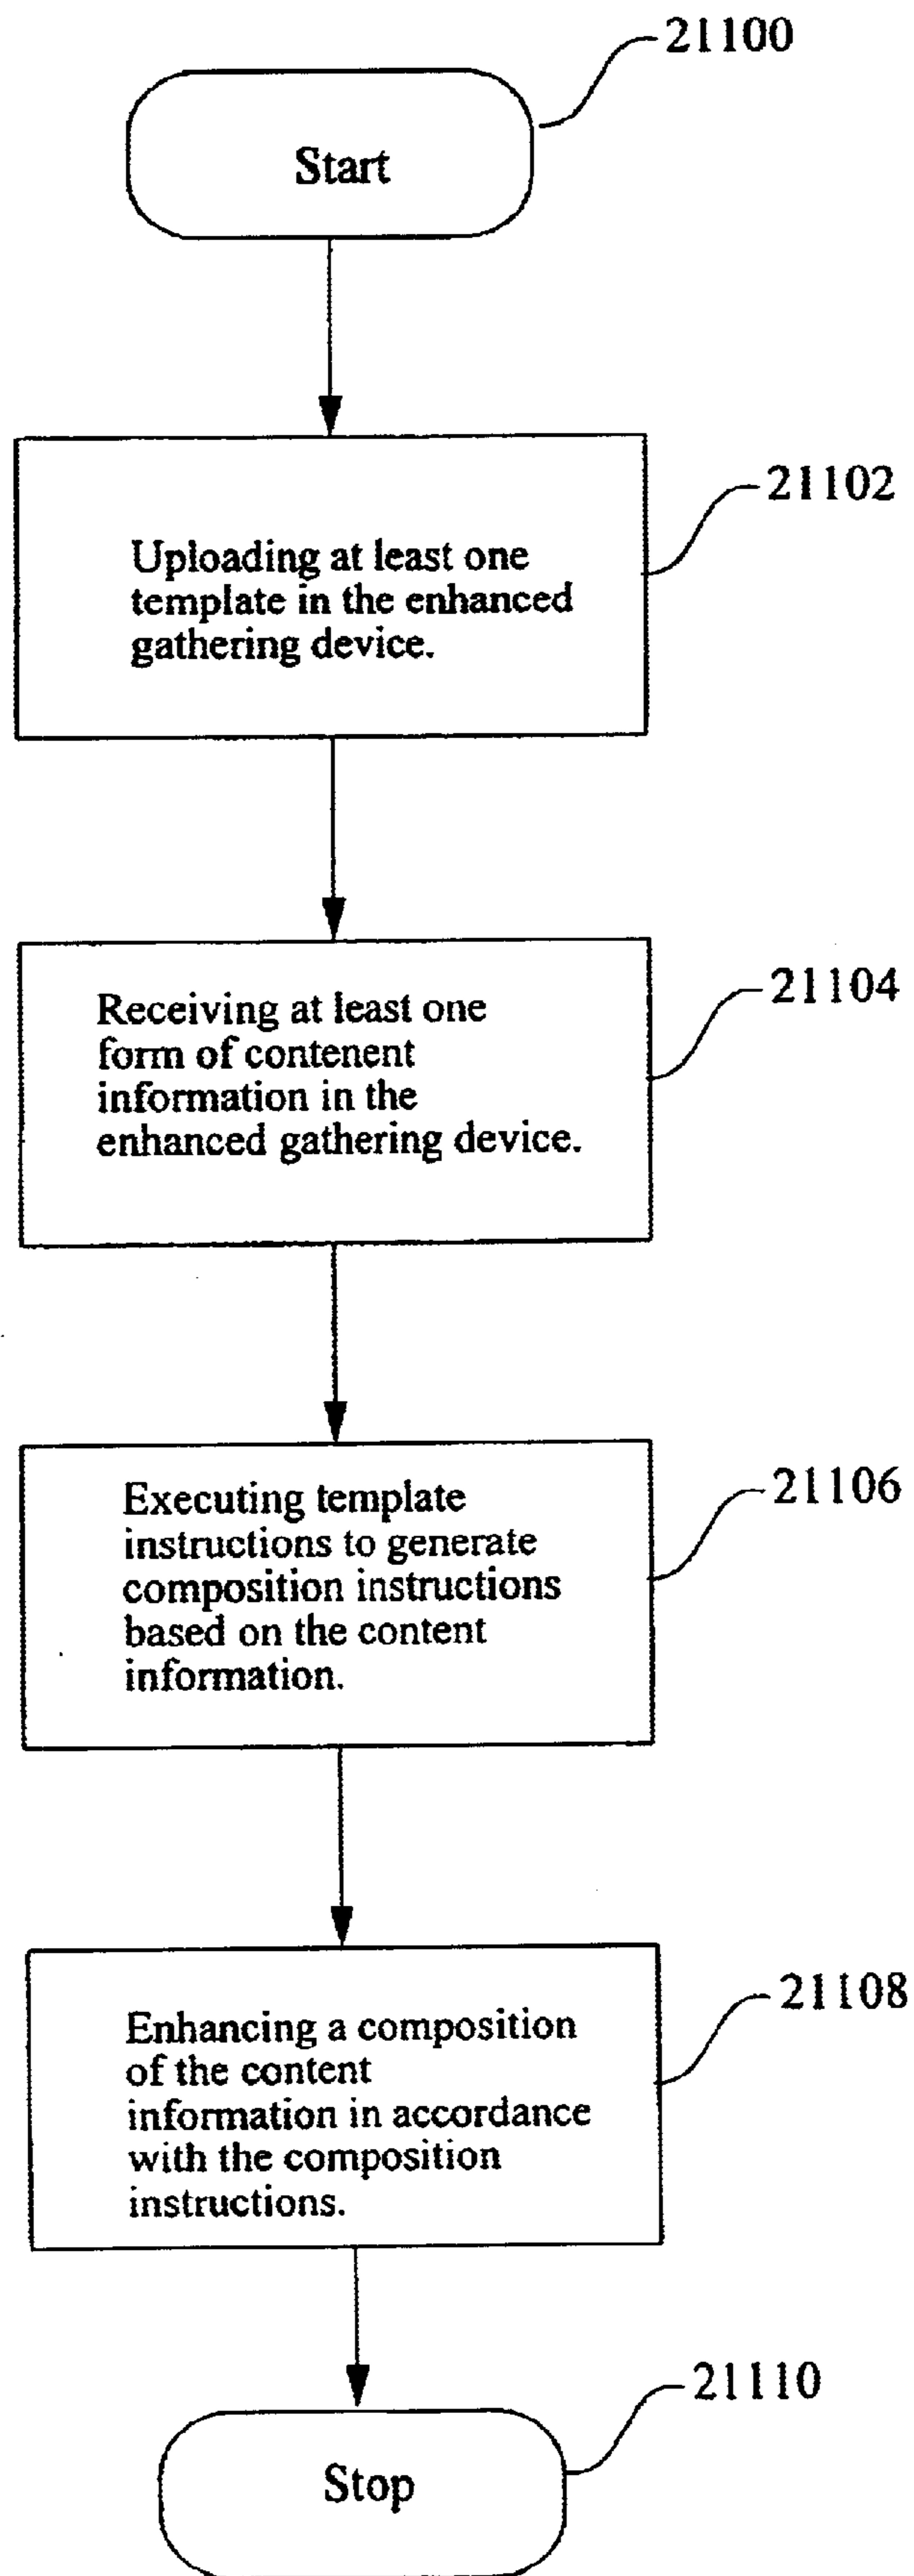 21100
Start
21102
Uploading at least one
template in the enhanced
gathering device.
21104
Receiving at least one
form of contenent
information in the
enhanced gathering device.
21106
Executing template
instructions to generate
composition instructions
based on the content
information.
21108
Enhancing a composition
of the content
information in accordance
with the composition
instructions.
21110
Stop